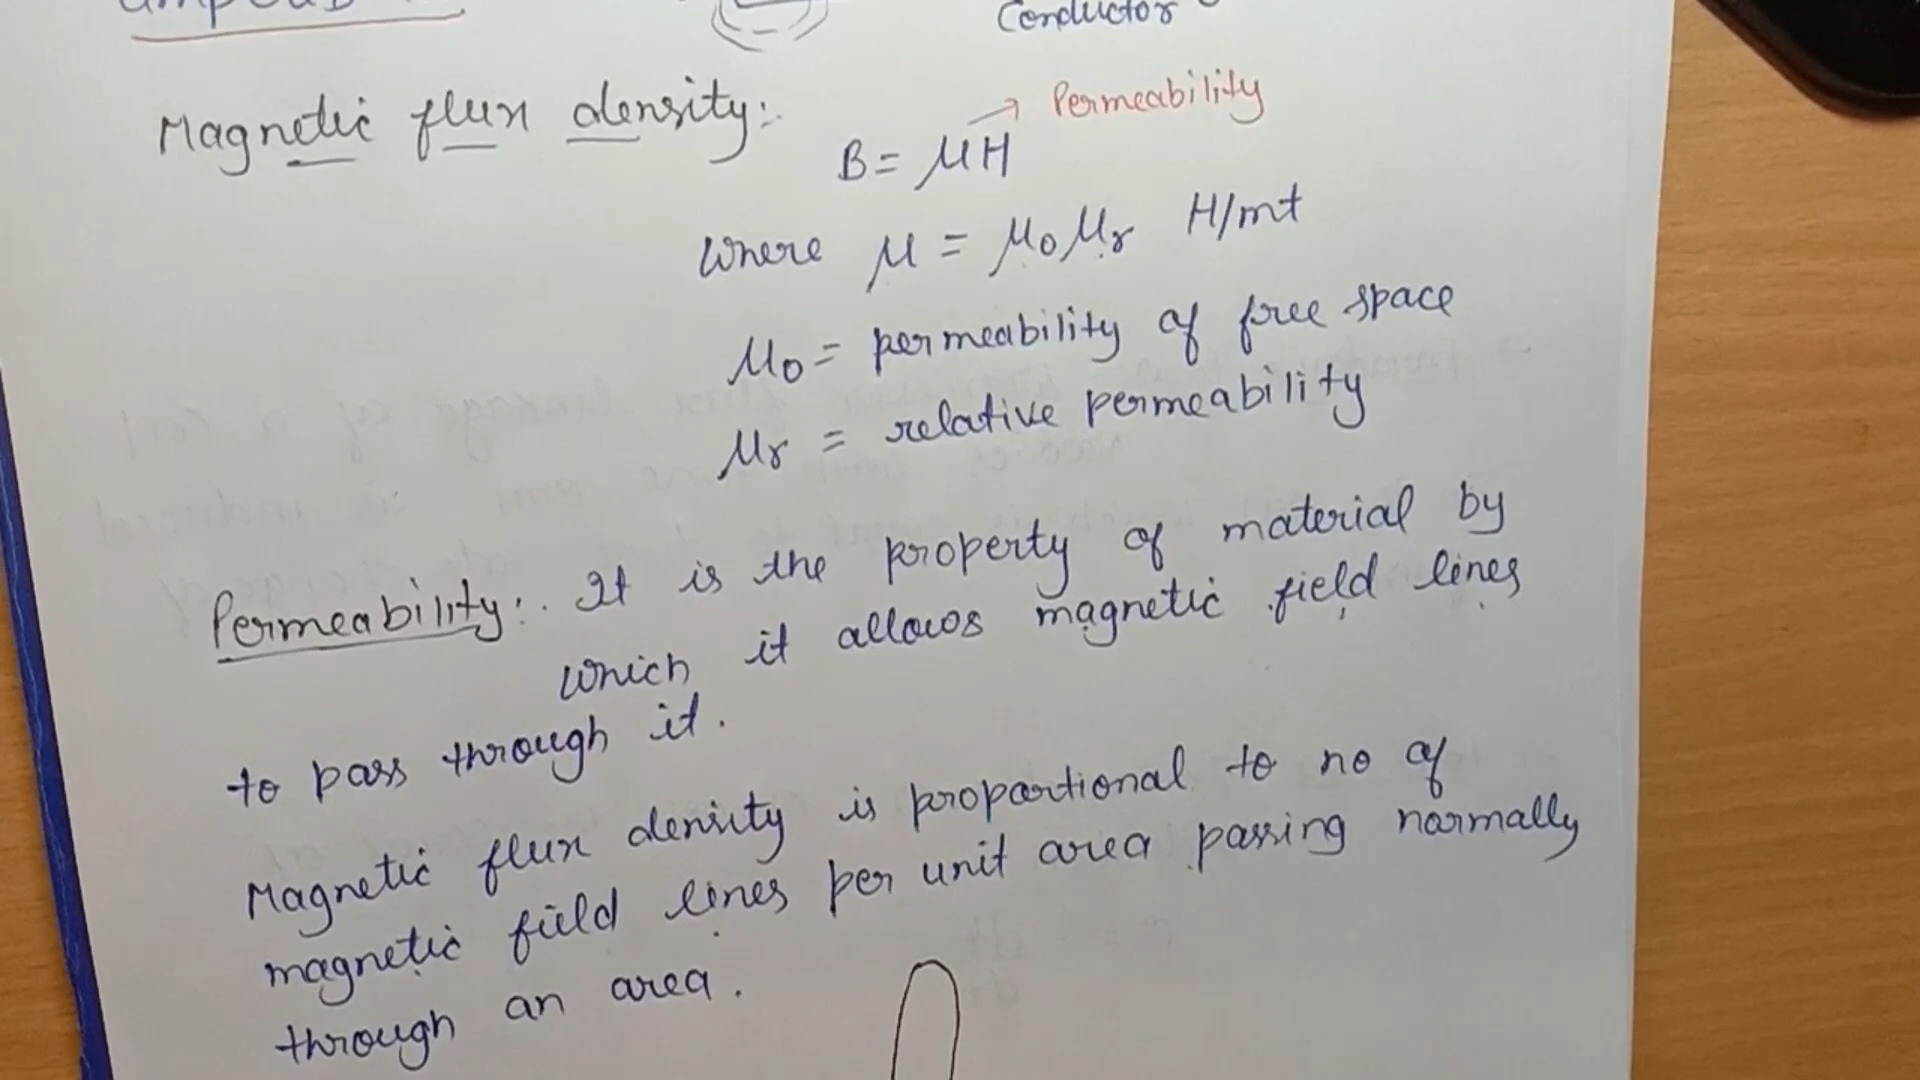 Conductor
Magnetic flux density:-
Permeability
B = μH
Where μ = μ0 μr H/mt
μ0 = permeability of free space
μr = relative permeability
Permeability:. It is the property of material by
which it allows magnetic field lines
to pass through it.
Magnetic flux density is proportional to no of
magnetic field lines per unit area passing normally
through an area.